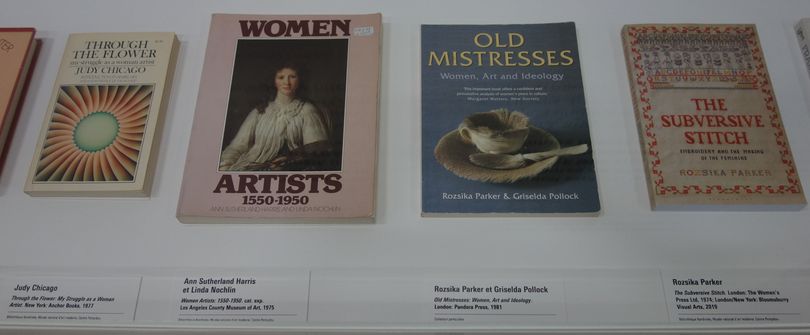 THROUGH
THE FLOWER
my struggle as a woman artist
JUDY CHICAGO
WOMEN
ARTISTS
1550-1950
ANN SUTHERLAND HARRIS AND LINDA NOCHLIN
OLD
MISTRESSES
Women, Art and Ideology
Rozsika Parker & Griselda Pollock
THE
SUBVERSIVE
STITCH
EMBROIDERY AND THE MAKING
OF THE FEMININE
ROZSIKA PARKER
Judy Chicago
Through the Flower: My Struggle as a Woman
Artist. New York: Anchor Books, 1977
Ann Sutherland Harris
et Linda Nochlin
Women Artists: 1550-1950. cat. exp.
Los Angeles County Museum of Art, 1975
Rozsika Parker et Griselda Pollock
Old Mistresses: Women, Art and Ideology
London: Pandora Press, 1981
Rozsika Parker
The Subversive Stitch. London: The Women's
Press Ltd, 1974; London/New York: Bloomsbury
Visual Arts, 2019